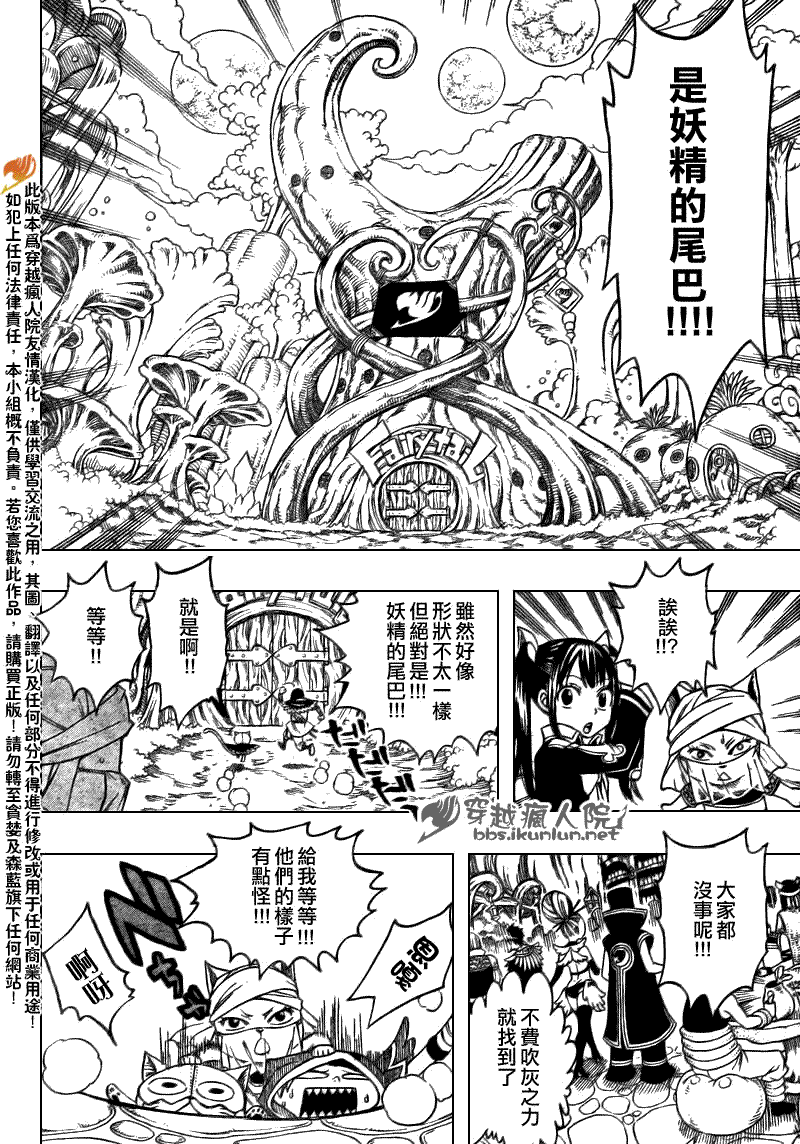 是妖精的尾巴!!!!
Fairy tail
誒誒!!?
雖然好像
形狀不太一樣
但絕對是!!!
妖精的尾巴!!!
就是啊!!
等等!!
大家都
沒事呢!!!
不費吹灰之力
就找到了
給我等等!!!
他們的樣子
有點怪!!!
啊呀
穿越瘋人院
bbs.ikunlun.net
此版本爲穿越瘋人院友情漢化，僅供學習交流之用，其圖、翻譯以及任何部分不得進行修改或用于任何商業用途！
如犯上任何法律責任，本小組概不負責。若您喜歡此作品，請購買正版！請勿轉至貪婪及森藍旗下任何網站！